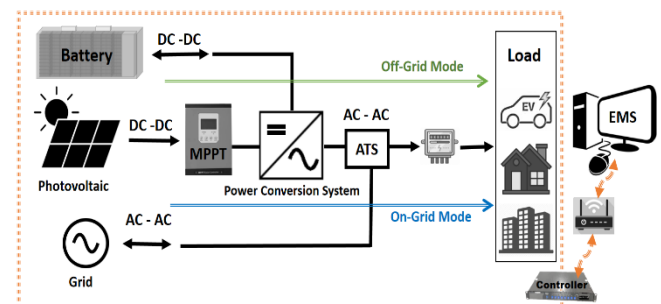 Battery
DC -DC
Off-Grid Mode
Load
EV
EMS
DC -DC
MPPT
AC - AC
ATS
Photovoltaic
Power Conversion System
AC - AC
On-Grid Mode
Grid
Controller